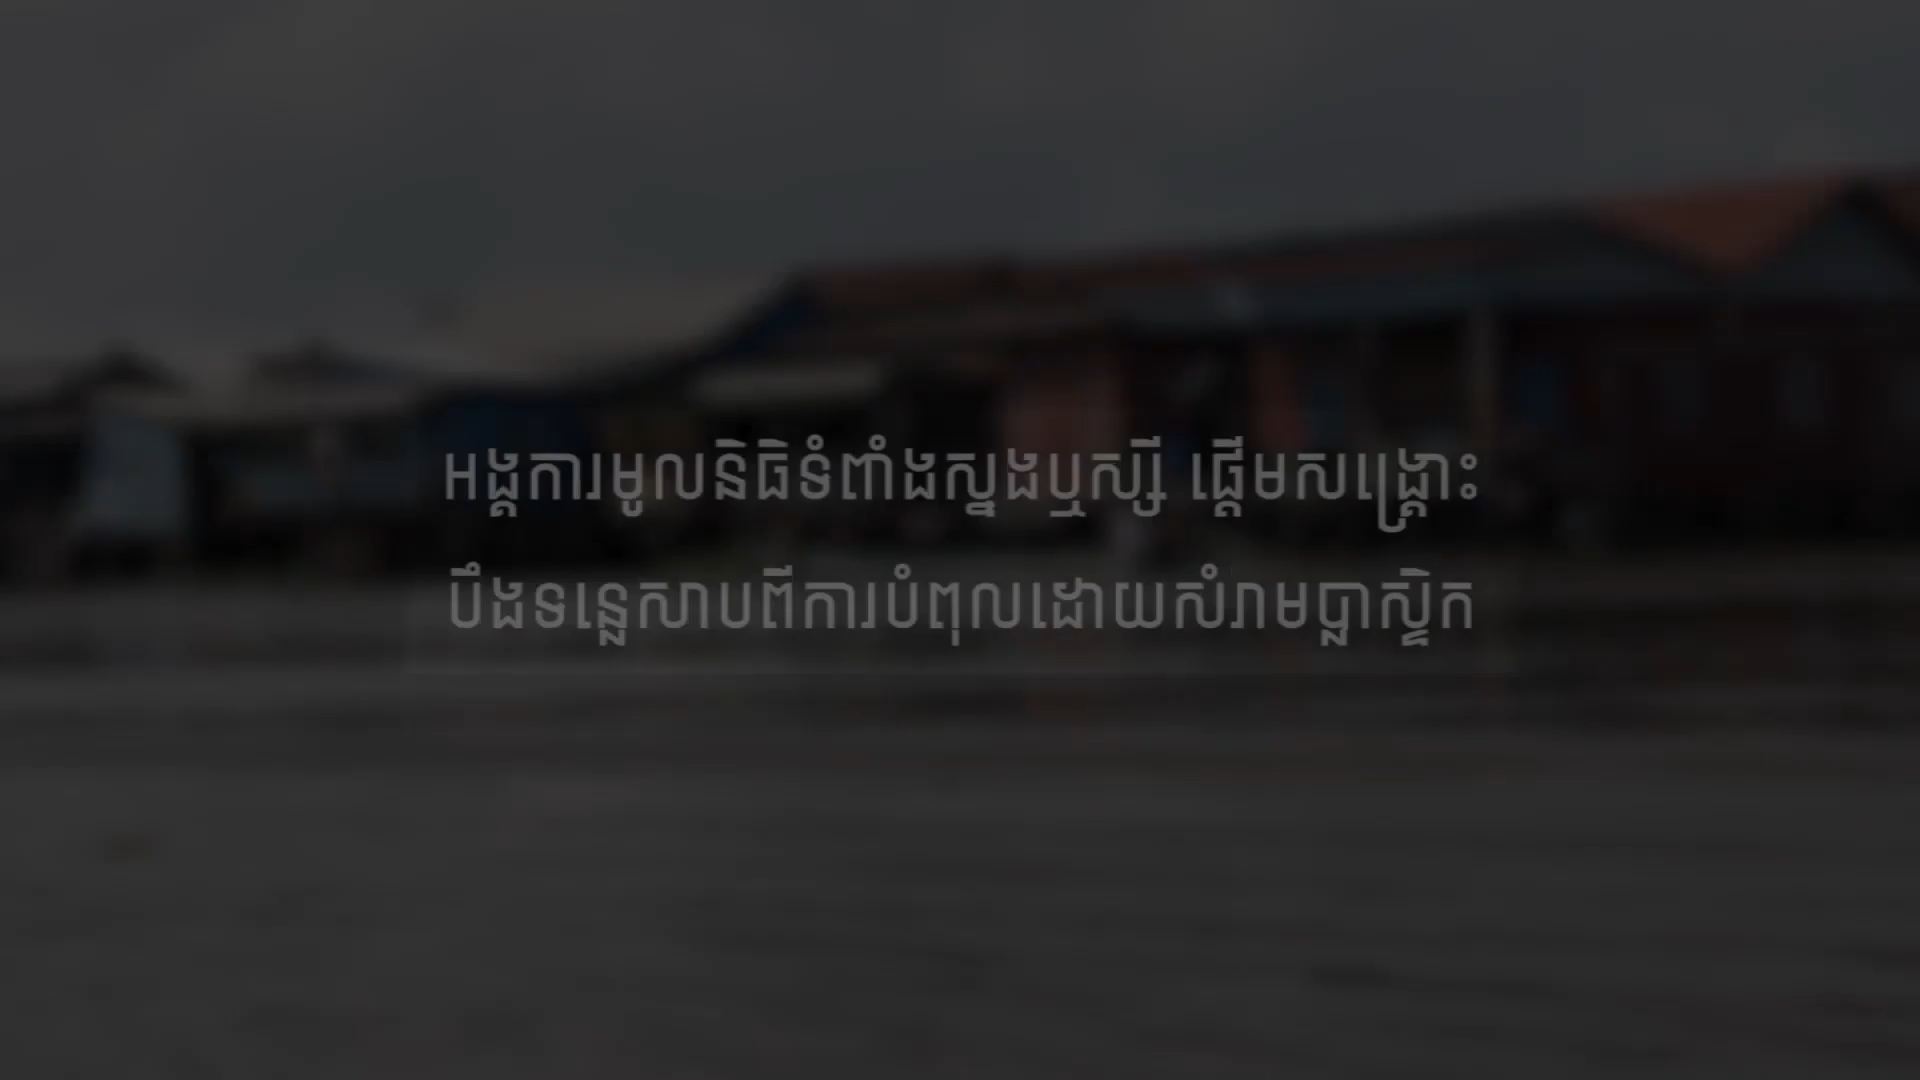 អង្គការមូលនិធិទំពាំងស្នងឬស្សី ផ្ដើមសង្គ្រោះ
បឹងទន្លេសាបពីការបំពុលដោយសំរាមប្លាស្ទិក